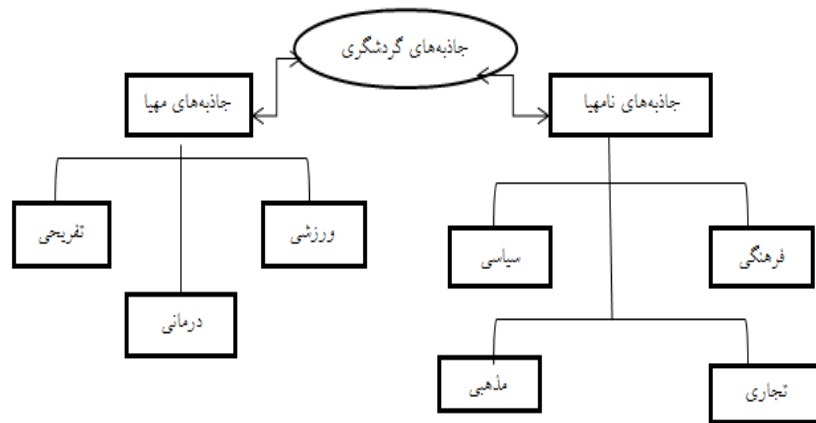 جاذبه‌های گردشگری
جاذبه‌های نامهیا
جاذبه‌های مهیا
فرهنگی
سیاسی
ورزشی
تفریحی
درمانی
تجاری
مذهبی